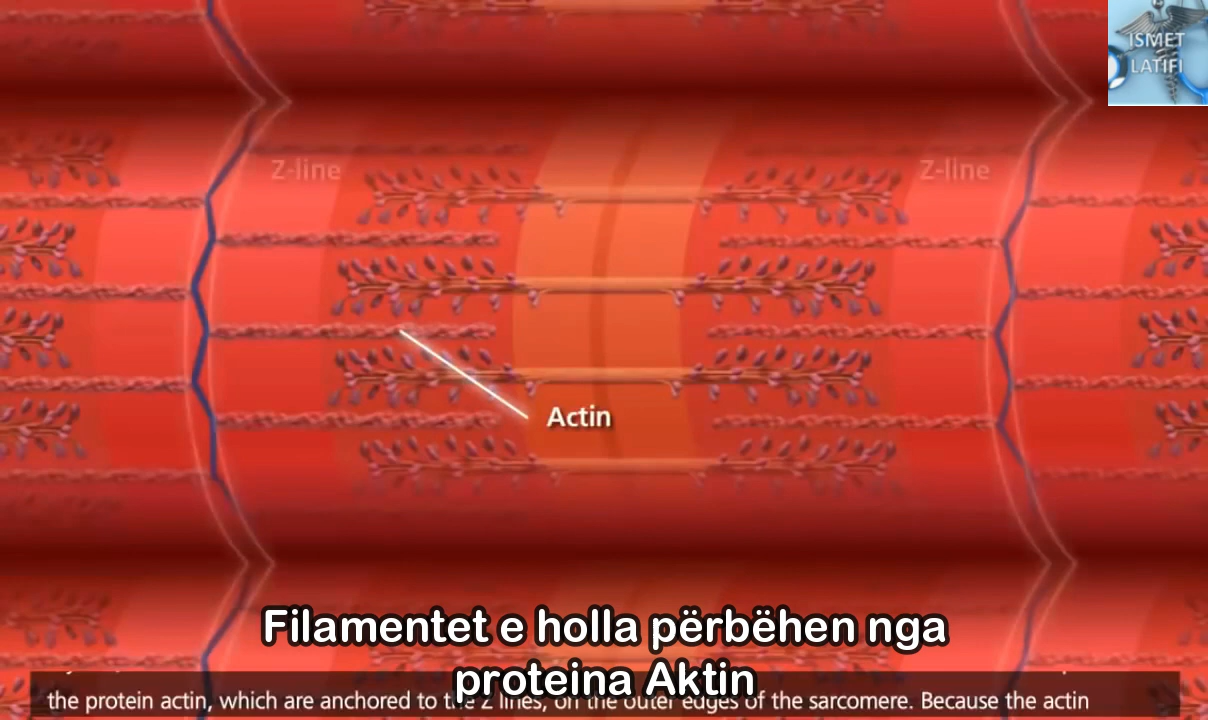 ISMET
LATIFI
Z-line
Z-line
Actin
Filamentet e holla përbëhen nga
proteina Aktin
the protein actin, which are anchored to the Z lines, on the outer edges of the sarcomere. Because the actin